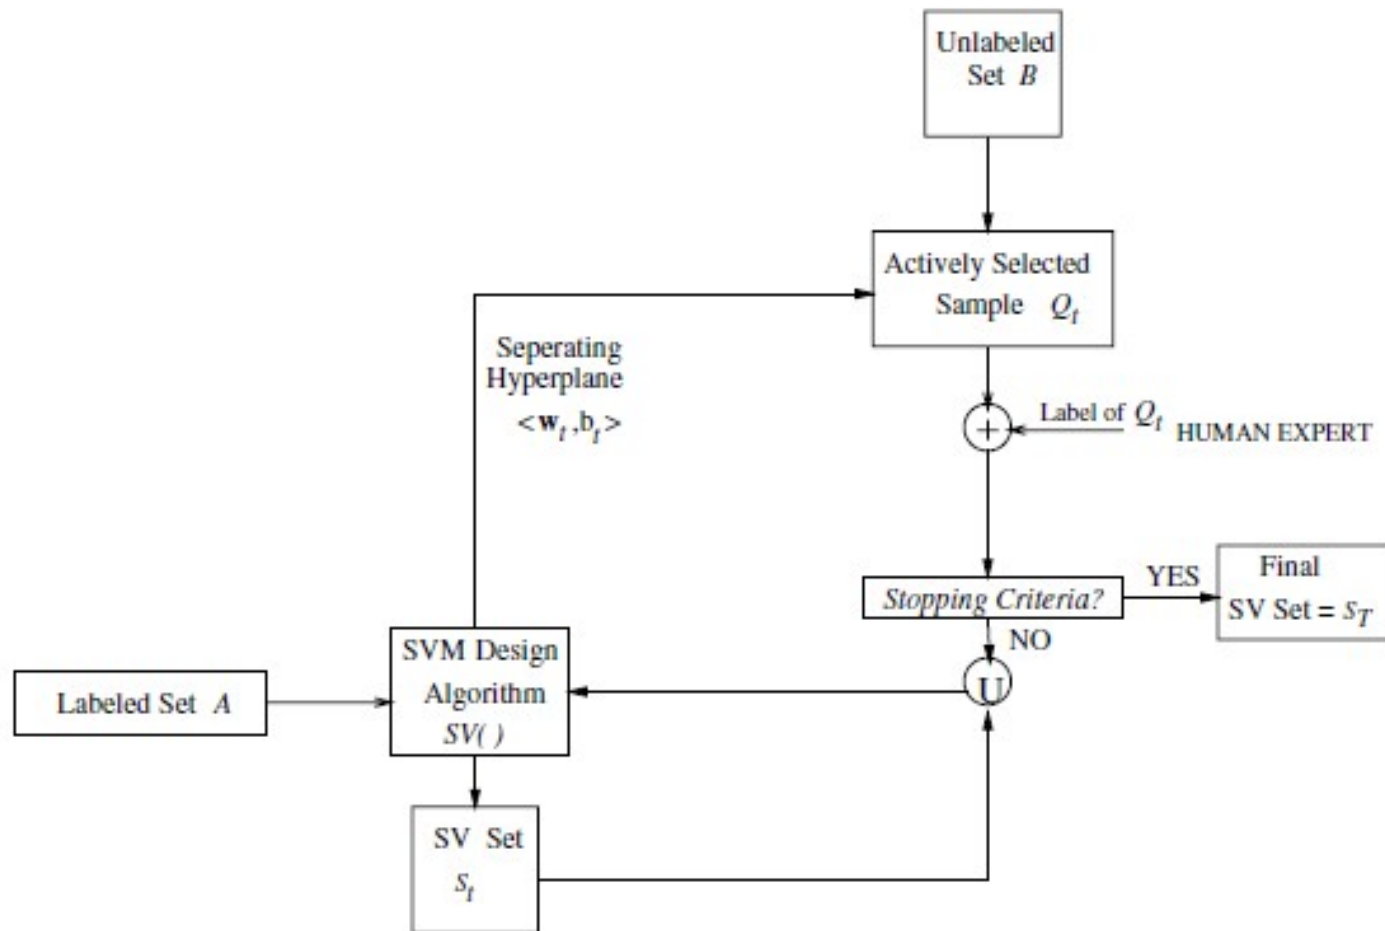 Unlabeled
Set B
Actively Selected
Sample Q_t
Seperating
Hyperplane
<w_t ,b_t>
+
Label of Q_t HUMAN EXPERT
Stopping Criteria?
YES
Final
SV Set = S_T
NO
U
SVM Design
Algorithm
SV( )
Labeled Set A
SV Set
S_t